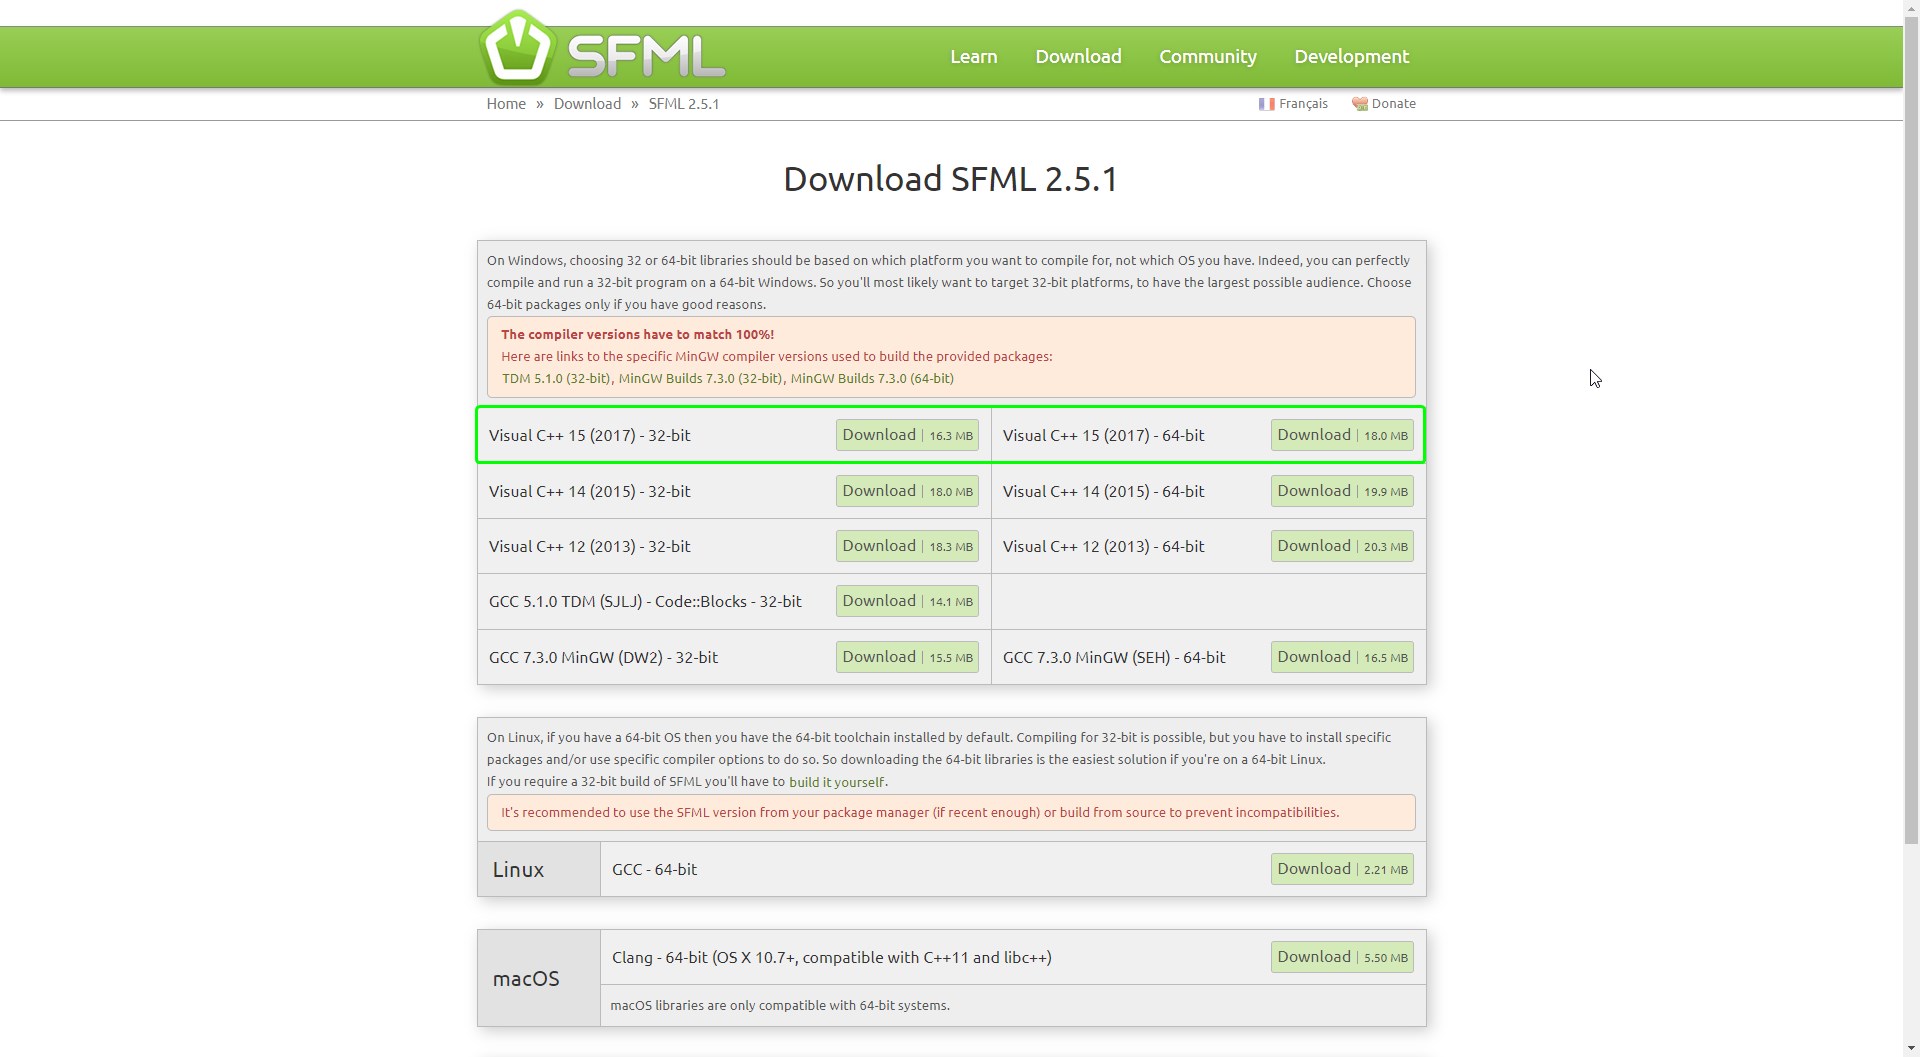 SFML
Learn Download Community Development
Home » Download » SFML 2.5.1
Français Donate
Download SFML 2.5.1
On Windows, choosing 32 or 64-bit libraries should be based on which platform you want to compile for, not which OS you have. Indeed, you can perfectly
compile and run a 32-bit program on a 64-bit Windows. So you'll most likely want to target 32-bit platforms, to have the largest possible audience. Choose
64-bit packages only if you have good reasons.
The compiler versions have to match 100%!
Here are links to the specific MinGW compiler versions used to build the provided packages:
TDM 5.1.0 (32-bit), MinGW Builds 7.3.0 (32-bit), MinGW Builds 7.3.0 (64-bit)
Visual C++ 15 (2017) - 32-bit Download | 16.3 MB Visual C++ 15 (2017) - 64-bit Download | 18.0 MB
Visual C++ 14 (2015) - 32-bit Download | 18.0 MB Visual C++ 14 (2015) - 64-bit Download | 19.9 MB
Visual C++ 12 (2013) - 32-bit Download | 18.3 MB Visual C++ 12 (2013) - 64-bit Download | 20.3 MB
GCC 5.1.0 TDM (SJLJ) - Code::Blocks - 32-bit Download | 14.1 MB
GCC 7.3.0 MinGW (DW2) - 32-bit Download | 15.5 MB GCC 7.3.0 MinGW (SEH) - 64-bit Download | 16.5 MB
On Linux, if you have a 64-bit OS then you have the 64-bit toolchain installed by default. Compiling for 32-bit is possible, but you have to install specific
packages and/or use specific compiler options to do so. So downloading the 64-bit libraries is the easiest solution if you're on a 64-bit Linux.
If you require a 32-bit build of SFML you'll have to build it yourself.
It's recommended to use the SFML version from your package manager (if recent enough) or build from source to prevent incompatibilities.
Linux GCC - 64-bit Download | 2.21 MB
Clang - 64-bit (OS X 10.7+, compatible with C++11 and libc++) Download | 5.50 MB
macOS
macOS libraries are only compatible with 64-bit systems.